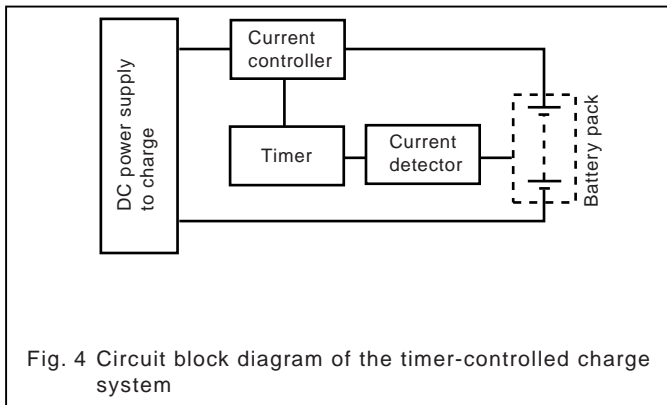 DC power supply
to charge
Current
controller
Timer
Current
detector
Battery pack
Fig. 4 Circuit block diagram of the timer-controlled charge
system